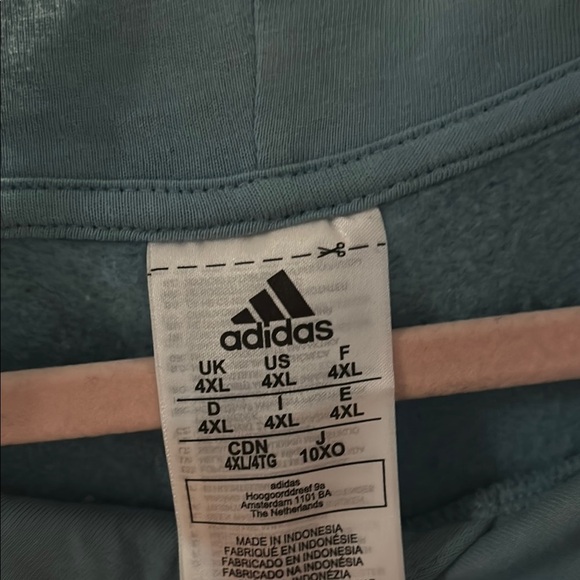 adidas
UK US F
4XL 4XL 4XL
D I E
4XL 4XL 4XL
CDN J
4XL/4TG 10XO
adidas
Hoogoorddreef 9a
Amsterdam 1101 BA
The Netherlands
MADE IN INDONESIA
FABRIQUÉ EN INDONÉSIE
FABRICADO EN INDONESIA
FABRICADO NA INDONÉSIA